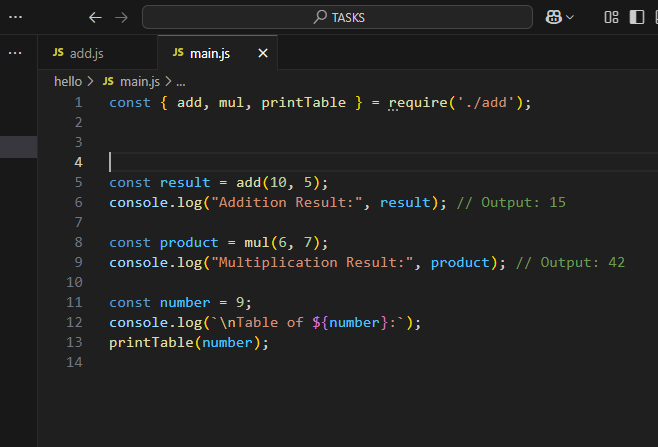 TASKS
JS add.js
JS main.js
hello > JS main.js > ...
1 const { add, mul, printTable } = require('./add');
2
3
4
5 const result = add(10, 5);
6 console.log("Addition Result:", result); // Output: 15
7
8 const product = mul(6, 7);
9 console.log("Multiplication Result:", product); // Output: 42
10
11 const number = 9;
12 console.log(`\nTable of ${number}:`);
13 printTable(number);
14